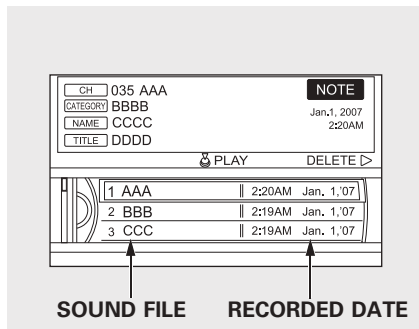 CH 035 AAA
NOTE
CATEGORY BBBB
Jan.1, 2007
NAME CCCC
2:20AM
TITLE DDDD
PLAY DELETE
1 AAA 2:20AM Jan. 1,'07
2 BBB 2:19AM Jan. 1,'07
3 CCC 2:19AM Jan. 1,'07
SOUND FILE RECORDED DATE